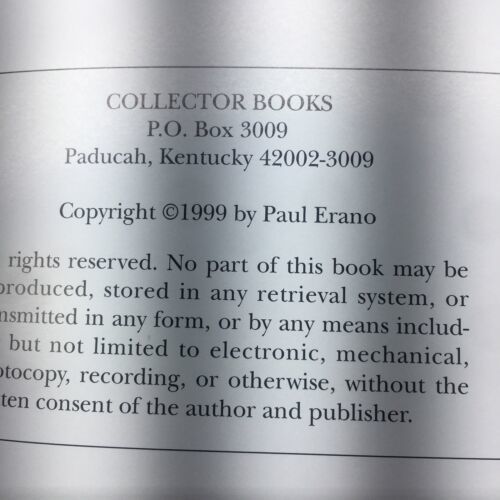 COLLECTOR BOOKS
P.O. Box 3009
Paducah, Kentucky 42002-3009
Copyright ©1999 by Paul Erano
rights reserved. No part of this book may be
produced, stored in any retrieval system, or
nsmitted in any form, or by any means includ-
but not limited to electronic, mechanical,
otocopy, recording, or otherwise, without the
ten consent of the author and publisher.